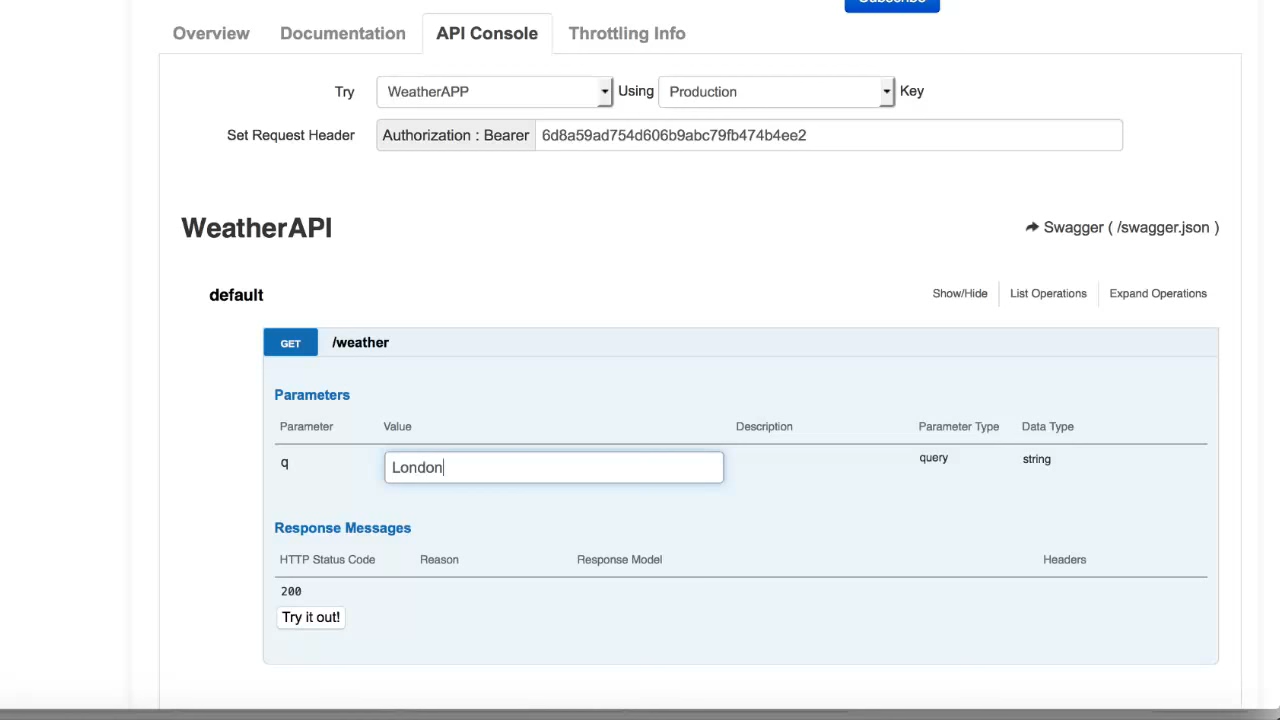 Subscribe
Overview Documentation API Console Throttling Info
Try WeatherAPP Using Production Key
Set Request Header Authorization : Bearer 6d8a59ad754d606b9abc79fb474b4ee2
WeatherAPI Swagger ( /swagger.json )
default Show/Hide List Operations Expand Operations
GET /weather
Parameters
Parameter Value Description Parameter Type Data Type
q London query string
Response Messages
HTTP Status Code Reason Response Model Headers
200
Try it out!